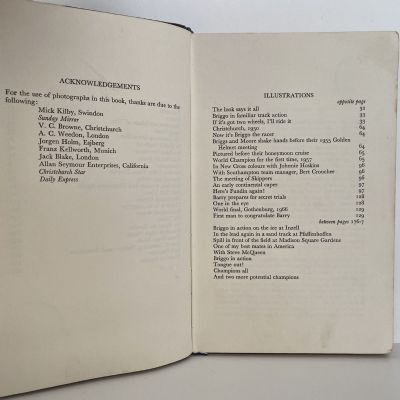 ACKNOWLEDGEMENTS
For the use of photographs in this book, thanks are due to the
following:
Mick Kilby, Swindon
Sunday Mirror
V. C. Browne, Christchurch
A. C. Weedon, London
Jorgen Holm, Esjberg
Franz Kellworth, Munich
Jack Blake, London
Allan Seymour Enterprises, California
Christchurch Star
Daily Express.
ILLUSTRATIONS
opposite page
The look says it all 32
Briggo in familiar track action 33
If it's got two wheels, I'll ride it 33
Christchurch, 1950 64
Now it's Briggo the racer 64
Briggs and Moore shake hands before their 1955 Golden
Helmet meeting 64
Pictured before their honeymoon cruise 65
World Champion for the first time, 1957 65
In New Cross colours with Johnnie Hoskins 96
With Southampton team manager, Bert Croucher 96
The meeting of Skippers 96
An early continental caper 97
Here's Fundin again! 97
Barry prepares for secret trials 128
One in the eye 128
World final, Gothenburg, 1966 129
First man to congratulate Barry 129
between pages 136-7
Briggo in action on the ice at Inzell
In the lead again in a sand track at Pfaffenhofen
Spill in front of the field at Madison Square Gardens
One of my best mates in America
With Steve McQueen
Briggo in action
Tongue out!
Champions all
And two more potential champions